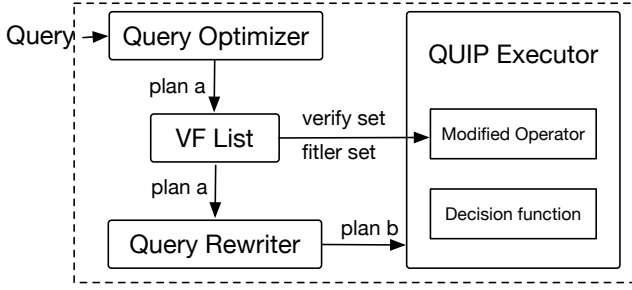 Query
Query Optimizer
QUIP Executor
plan a
VF List
verify set
fitler set
Modified Operator
plan a
Decision function
Query Rewriter
plan b